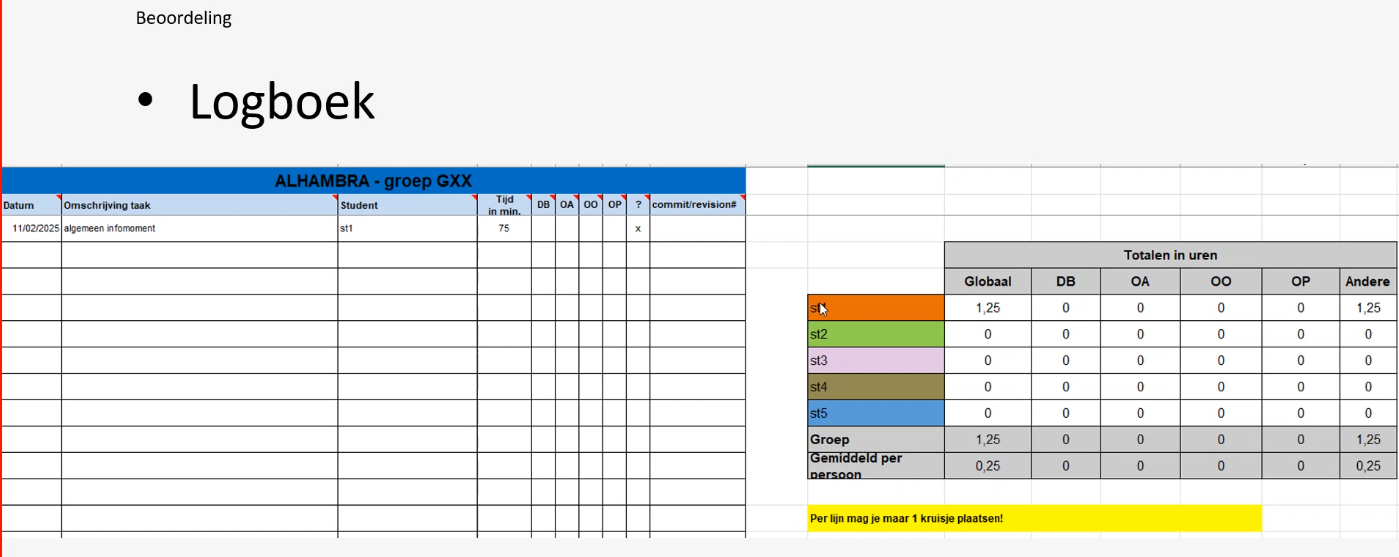 Beoordeling
• Logboek
ALHAMBRA - groep GXX
Datum Omschrijving taak Student Tijd in min. DB OA OO OP ? commit/revision#
11/02/2025 algemeen infomoment st1 75 x
Totalen in uren
Globaal DB OA OO OP Andere
1,25 0 0 0 0 1,25
st2 0 0 0 0 0 0
st3 0 0 0 0 0 0
st4 0 0 0 0 0 0
st5 0 0 0 0 0 0
Groep 1,25 0 0 0 0 1,25
Gemiddeld per persoon 0,25 0 0 0 0 0,25
Per lijn mag je maar 1 kruisje plaatsen!